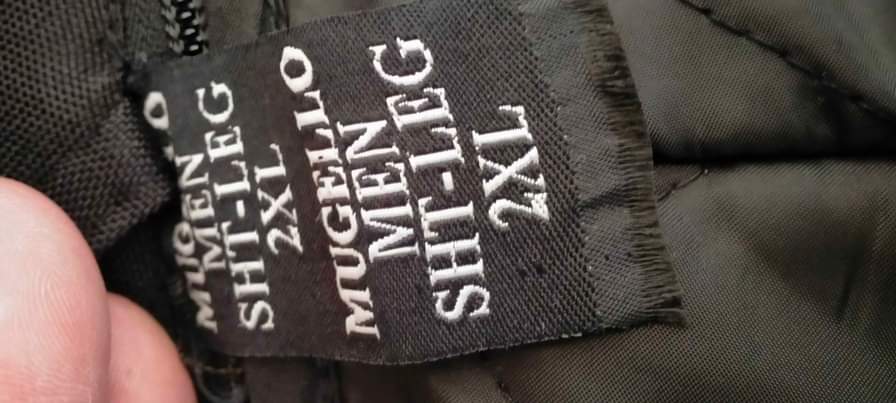 MUGELLO
MEN
SHT-LEG
2XL
MUGELLO
MEN
SHT-LEG
2XL